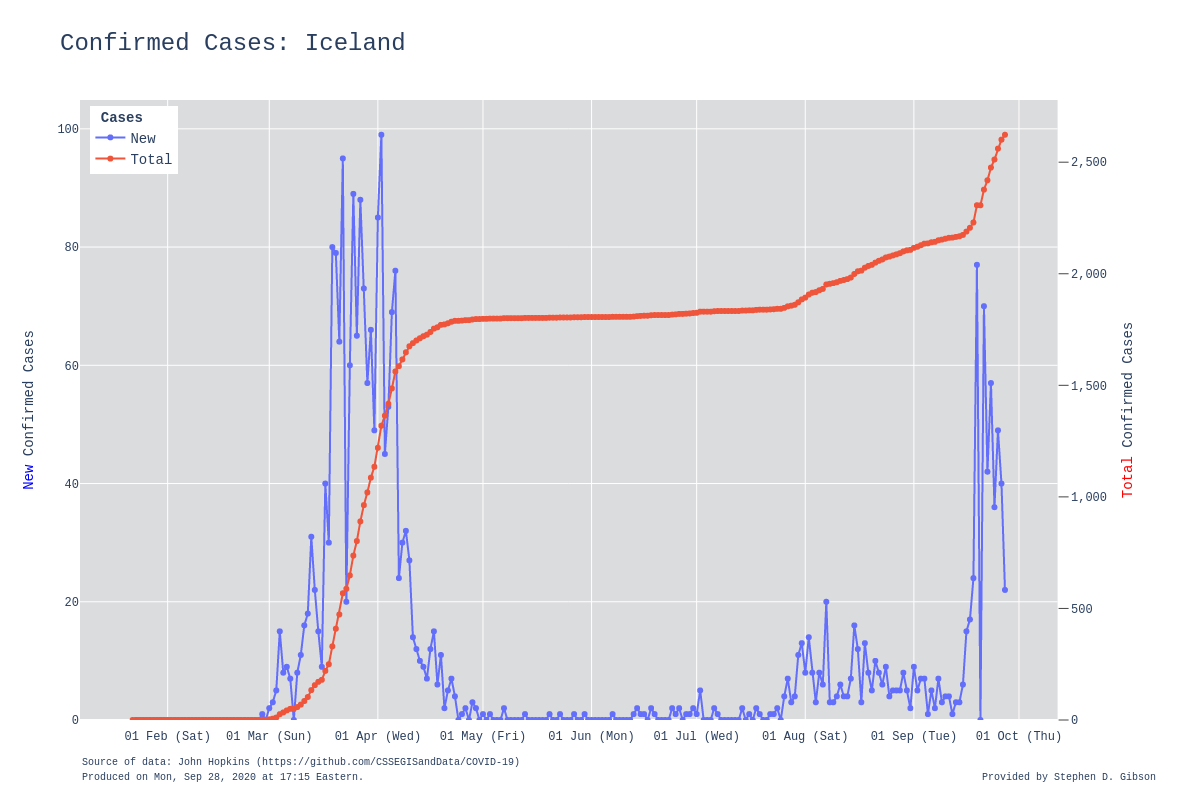 Confirmed Cases: Iceland
Cases
New
Total
100
80
60
40
20
0
2,500
2,000
1,500
1,000
500
0
New Confirmed Cases
Total Confirmed Cases
01 Feb (Sat) 01 Mar (Sun) 01 Apr (Wed) 01 May (Fri) 01 Jun (Mon) 01 Jul (Wed) 01 Aug (Sat) 01 Sep (Tue) 01 Oct (Thu)
Source of data: John Hopkins (https://github.com/CSSEGISandData/COVID-19)
Produced on Mon, Sep 28, 2020 at 17:15 Eastern.
Provided by Stephen D. Gibson